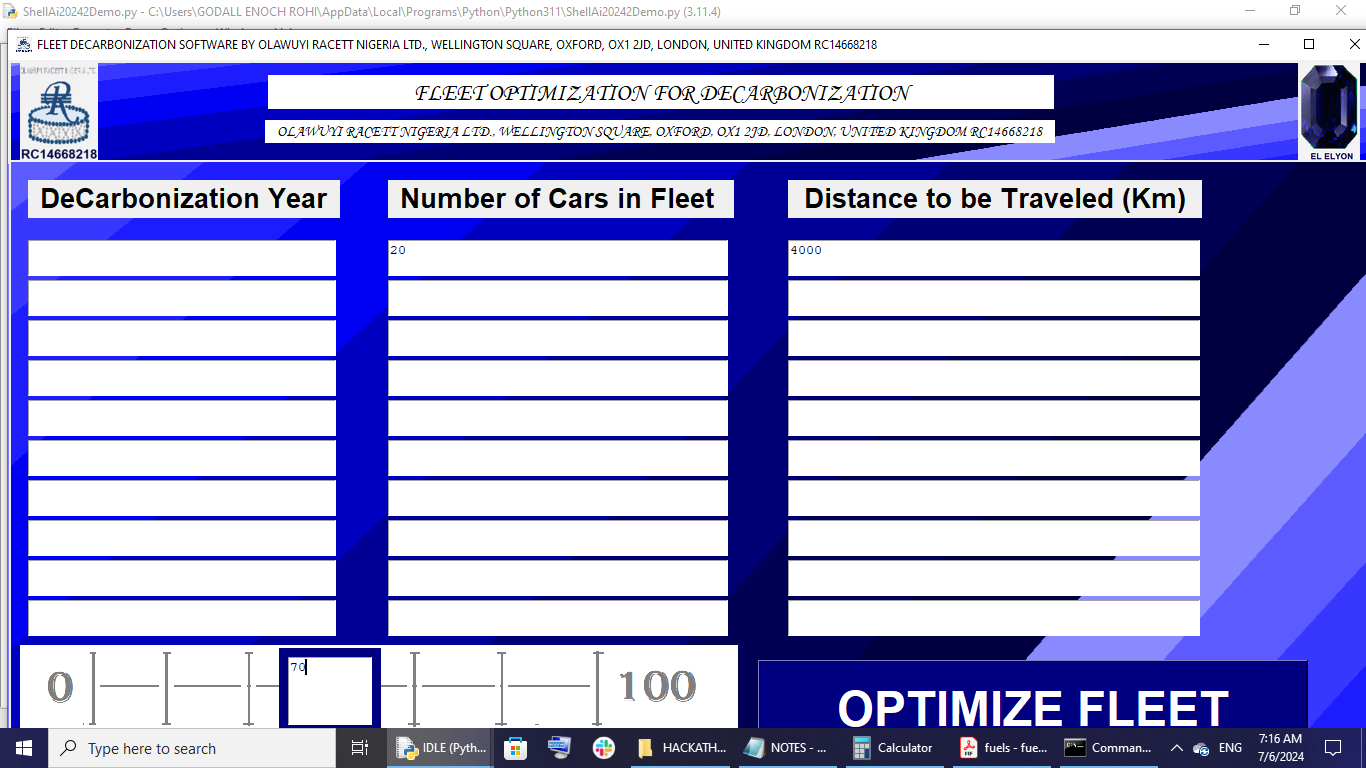 ShellAi20242Demo.py - C:\Users\GODALL ENOCH ROHI\AppData\Local\Programs\Python\Python311\ShellAi20242Demo.py (3.11.4)
FLEET DECARBONIZATION SOFTWARE BY OLAWUYI RACETT NIGERIA LTD., WELLINGTON SQUARE, OXFORD, OX1 2JD, LONDON, UNITED KINGDOM RC14668218
FLEET OPTIMIZATION FOR DECARBONIZATION
OLAWUYI RACETT NIGERIA LTD., WELLINGTON SQUARE, OXFORD, OX1 2JD, LONDON, UNITED KINGDOM RC14668218
R
RC14668218
EL ELYON
DeCarbonization Year Number of Cars in Fleet Distance to be Traveled (Km)
20 4000
0 70 100
OPTIMIZE FLEET
Type here to search
IDLE (Pyth... HACKATH... NOTES - ... Calculator fuels - fue... Comman... ENG
7:16 AM
7/6/2024